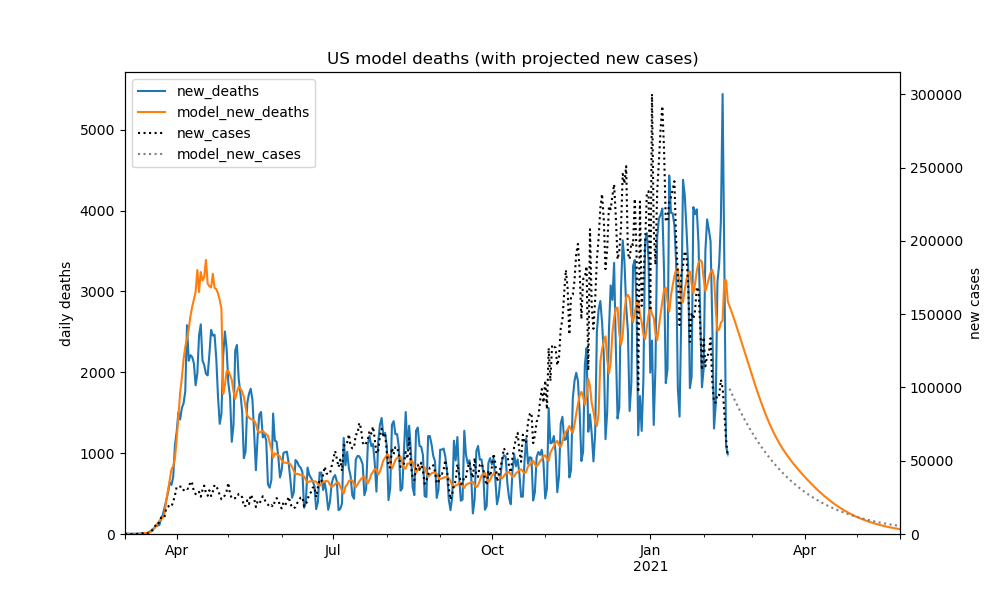 US model deaths (with projected new cases)
new_deaths
model_new_deaths
new_cases
model_new_cases
daily deaths
5000
4000
3000
2000
1000
0
new cases
300000
250000
200000
150000
100000
50000
0
Apr
Jul
Oct
Jan
2021
Apr